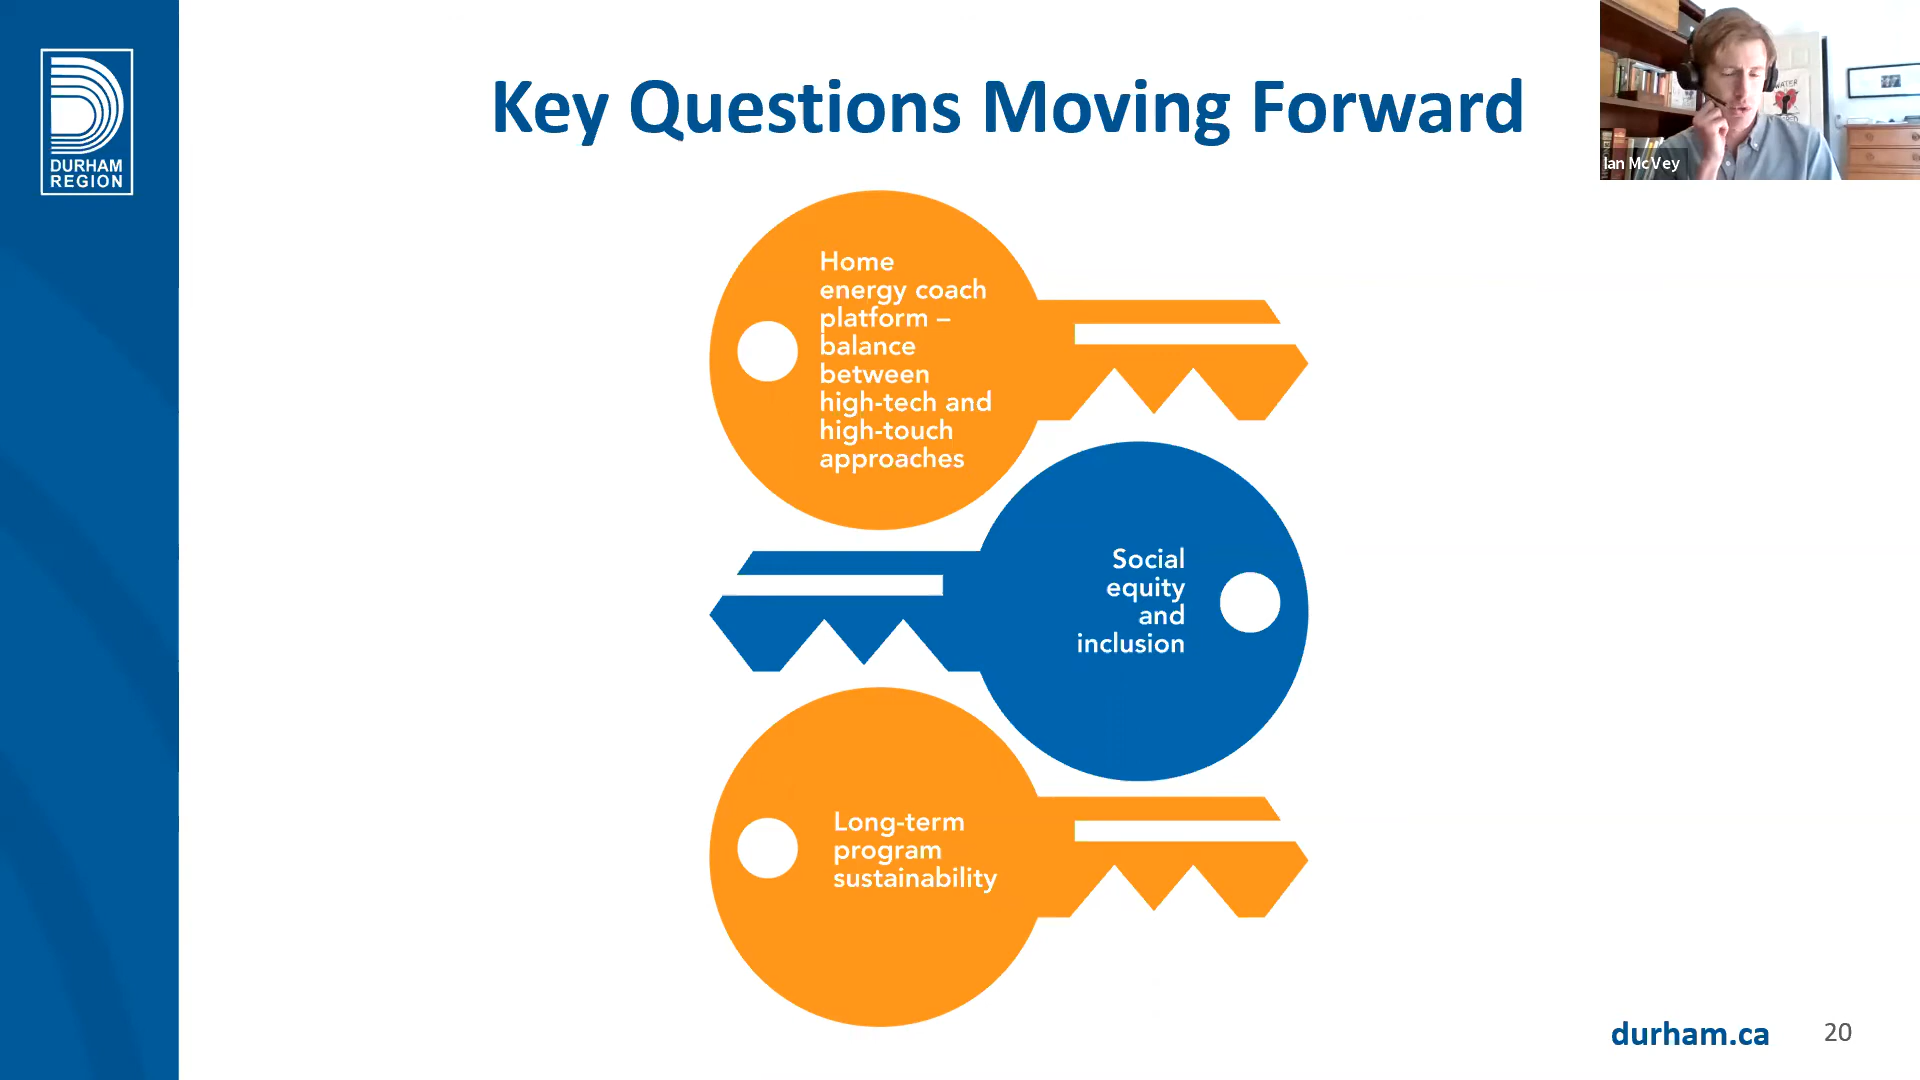 DURHAM
REGION
Key Questions Moving Forward
Ian McVey
Home
energy coach
platform –
balance
between
high-tech and
high-touch
approaches
Social
equity
and
inclusion
Long-term
program
sustainability
durham.ca
20